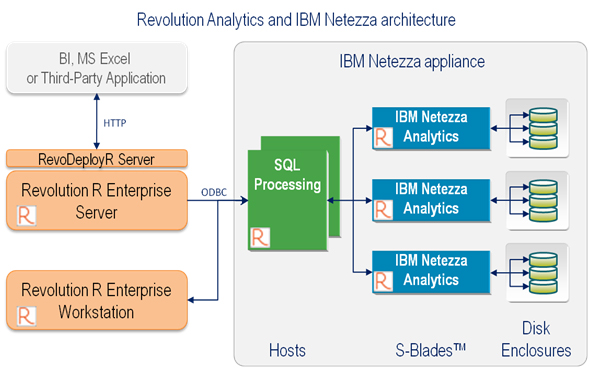 Revolution Analytics and IBM Netezza architecture
BI, MS Excel
or Third-Party Application
HTTP
RevoDeployR Server
Revolution R Enterprise
Server
R
ODBC
Revolution R Enterprise
Workstation
R
IBM Netezza appliance
SQL
Processing
R
IBM Netezza
Analytics
R
IBM Netezza
Analytics
R
IBM Netezza
Analytics
R
Hosts
S-Blades™
Disk
Enclosures